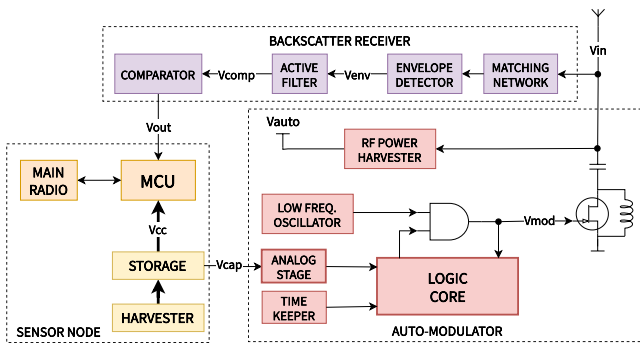 BACKSCATTER RECEIVER
Vin
COMPARATOR
Vcomp
ACTIVE
FILTER
Venv
ENVELOPE
DETECTOR
MATCHING
NETWORK
Vout
Vauto
RF POWER
HARVESTER
MAIN
RADIO
MCU
Vcc
LOW FREQ.
OSCILLATOR
Vmod
STORAGE
Vcap
ANALOG
STAGE
LOGIC
CORE
TIME
KEEPER
HARVESTER
SENSOR NODE
AUTO-MODULATOR